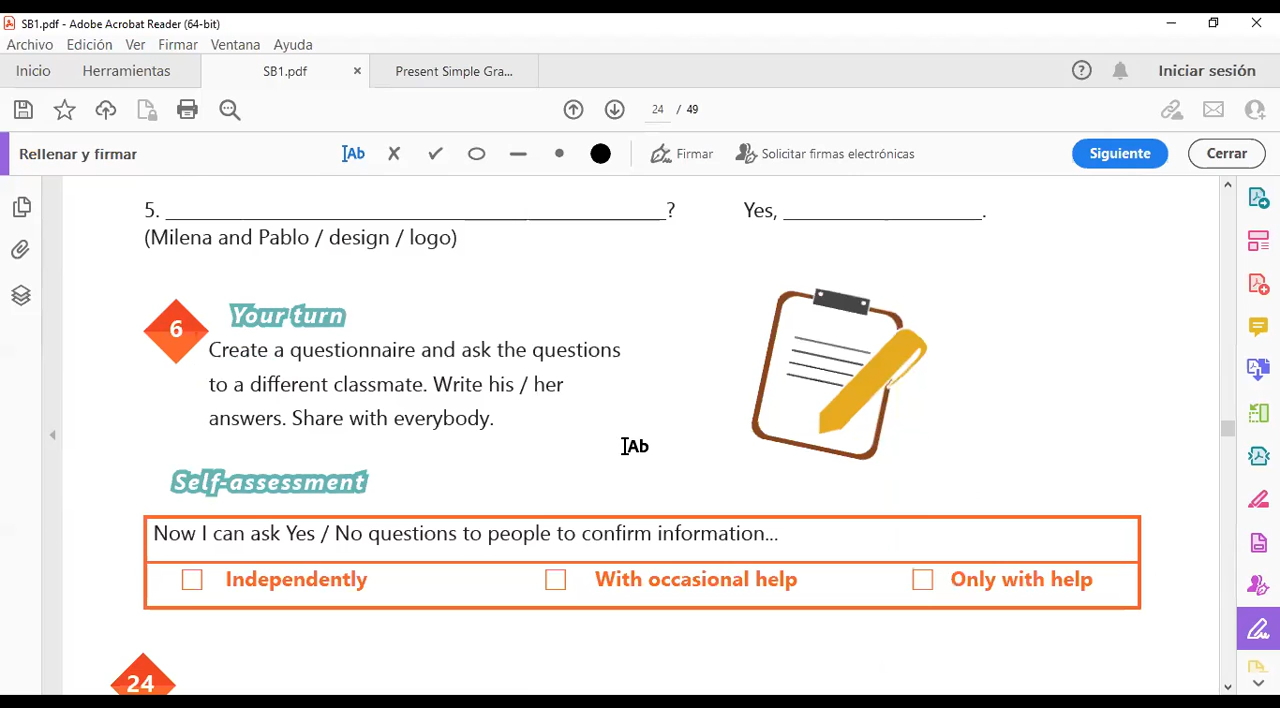 SB1.pdf - Adobe Acrobat Reader (64-bit)
Archivo Edición Ver Firmar Ventana Ayuda
Inicio Herramientas SB1.pdf × Present Simple Gra... Iniciar sesión
24 / 49
Rellenar y firmar Ab Firmar Solicitar firmas electrónicas Siguiente Cerrar
5. ______________________________________________? Yes, __________________.
(Milena and Pablo / design / logo)
6 Your turn
Create a questionnaire and ask the questions
to a different classmate. Write his / her
answers. Share with everybody.
Ab
Self-assessment
Now I can ask Yes / No questions to people to confirm information...
Independently With occasional help Only with help
24